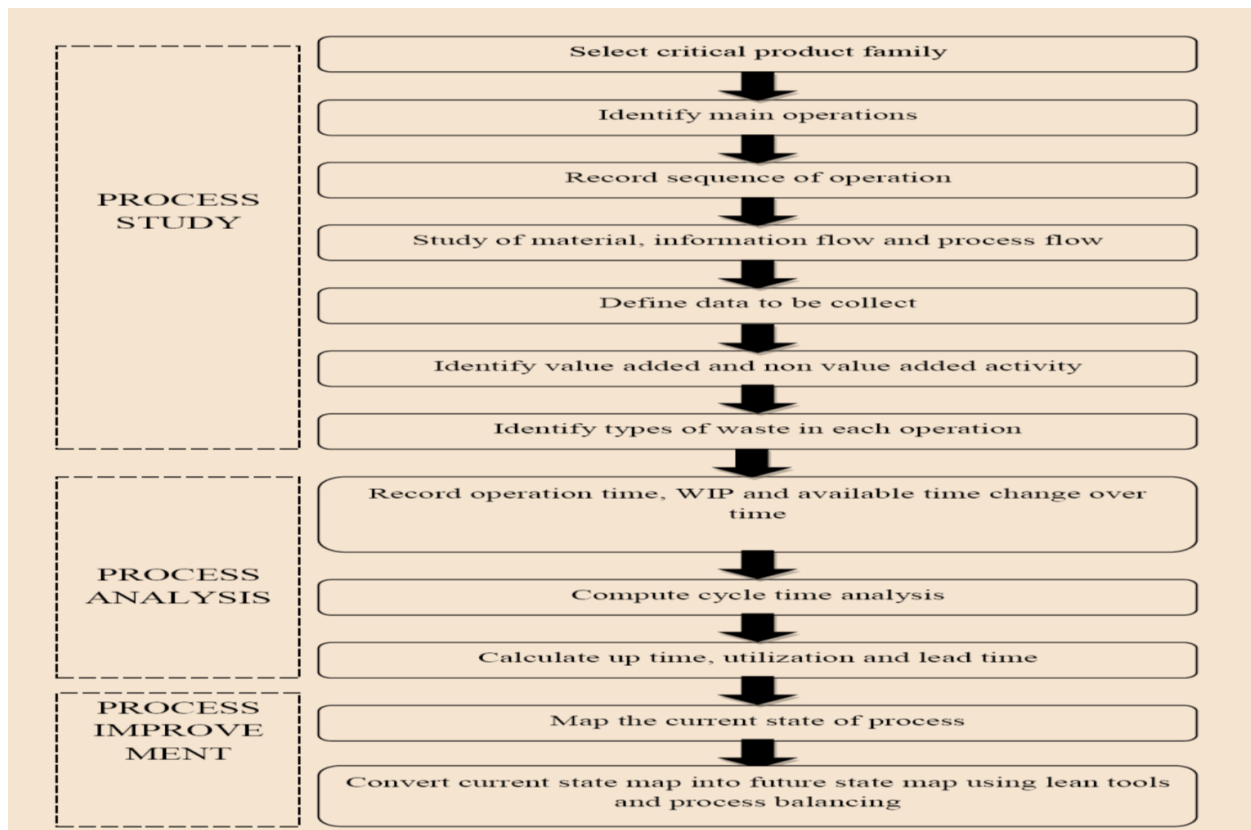 Select critical product family
Identify main operations
Record sequence of operation
PROCESS
STUDY
Study of material, information flow and process flow
Define data to be collect
Identify value added and non value added activity
Identify types of waste in each operation
Record operation time, WIP and available time change over
time
PROCESS
ANALYSIS
Compute cycle time analysis
Calculate up time, utilization and lead time
PROCESS
IMPROVE
MENT
Map the current state of process
Convert current state map into future state map using lean tools
and process balancing